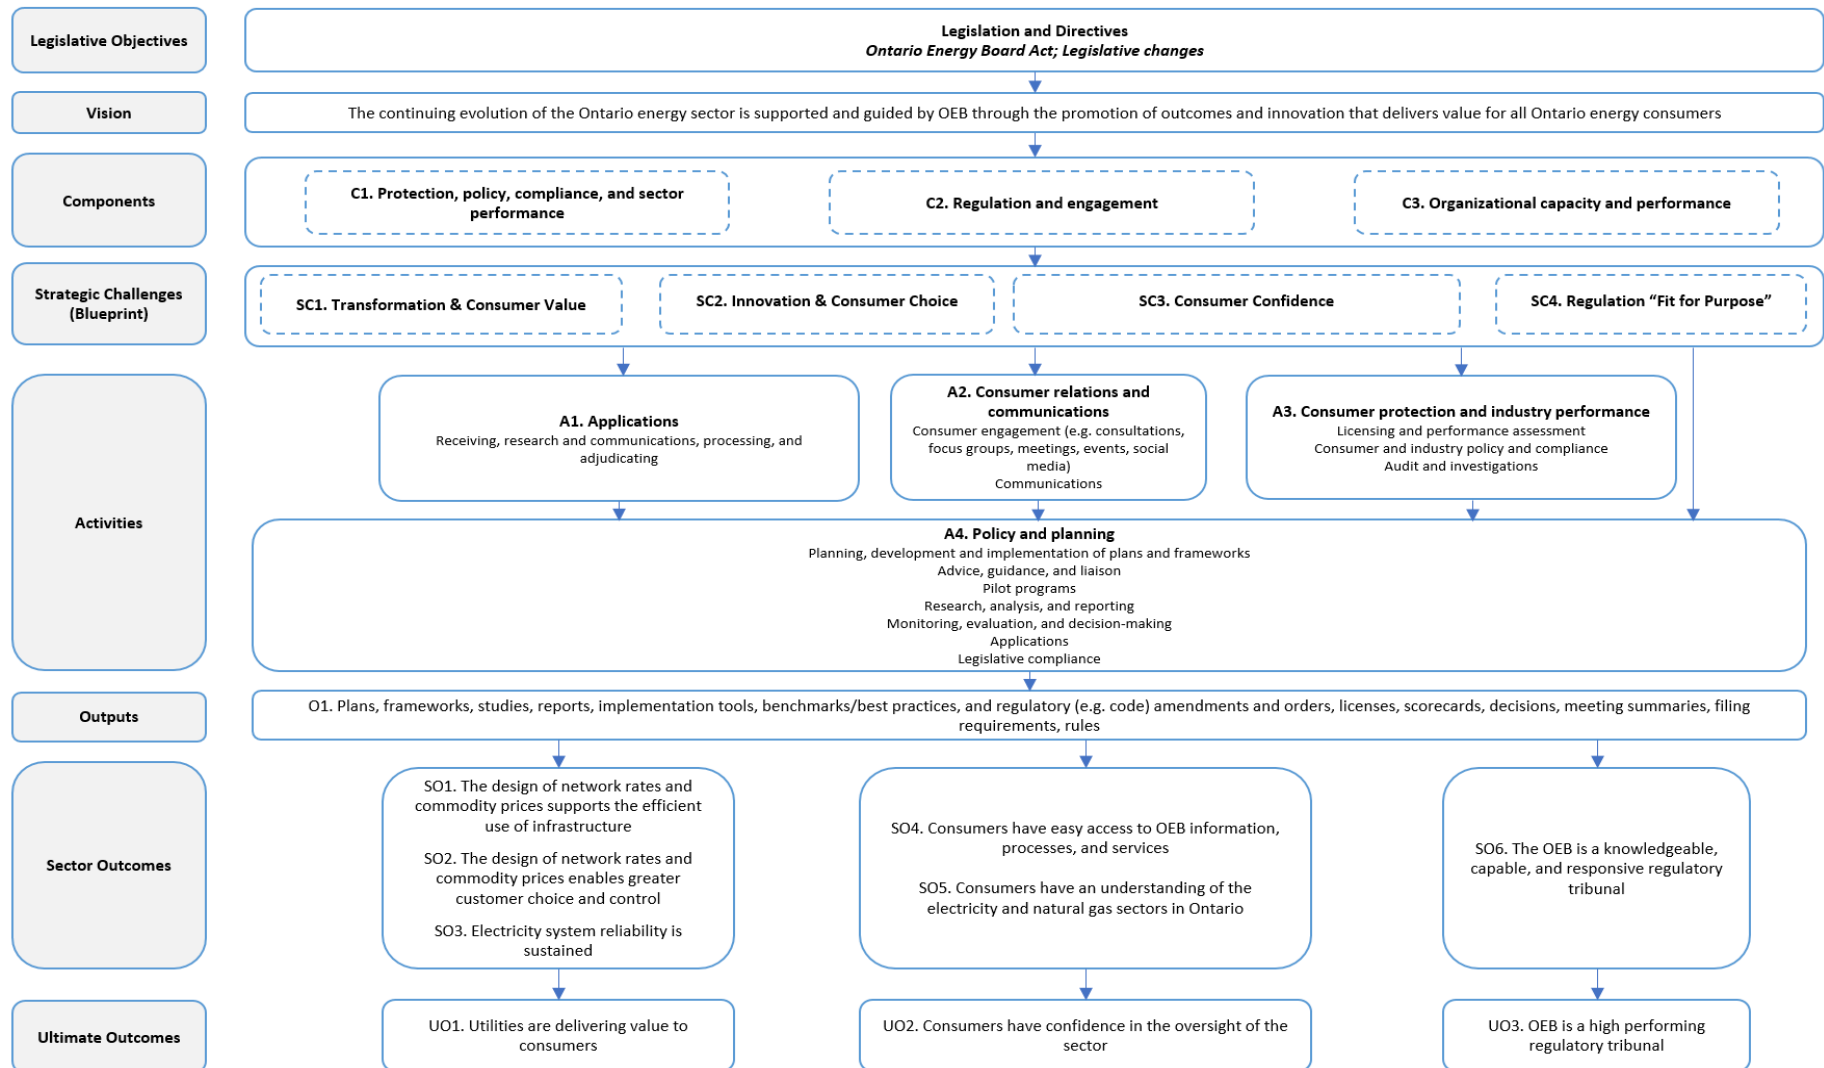 Legislative Objectives
Legislation and Directives
Ontario Energy Board Act; Legislative changes
Vision
The continuing evolution of the Ontario energy sector is supported and guided by OEB through the promotion of outcomes and innovation that delivers value for all Ontario energy consumers
Components
C1. Protection, policy, compliance, and sector
performance
C2. Regulation and engagement
C3. Organizational capacity and performance
Strategic Challenges
(Blueprint)
SC1. Transformation & Consumer Value
SC2. Innovation & Consumer Choice
SC3. Consumer Confidence
SC4. Regulation “Fit for Purpose”
Activities
A1. Applications
Receiving, research and communications, processing, and
adjudicating
A2. Consumer relations and
communications
Consumer engagement (e.g. consultations,
focus groups, meetings, events, social
media)
Communications
A3. Consumer protection and industry performance
Licensing and performance assessment
Consumer and industry policy and compliance
Audit and investigations
A4. Policy and planning
Planning, development and implementation of plans and frameworks
Advice, guidance, and liaison
Pilot programs
Research, analysis, and reporting
Monitoring, evaluation, and decision-making
Applications
Legislative compliance
Outputs
O1. Plans, frameworks, studies, reports, implementation tools, benchmarks/best practices, and regulatory (e.g. code) amendments and orders, licenses, scorecards, decisions, meeting summaries, filing
requirements, rules
Sector Outcomes
SO1. The design of network rates and
commodity prices supports the efficient
use of infrastructure
SO2. The design of network rates and
commodity prices enables greater
customer choice and control
SO3. Electricity system reliability is
sustained
SO4. Consumers have easy access to OEB information,
processes, and services
SO5. Consumers have an understanding of the
electricity and natural gas sectors in Ontario
SO6. The OEB is a knowledgeable,
capable, and responsive regulatory
tribunal
Ultimate Outcomes
UO1. Utilities are delivering value to
consumers
UO2. Consumers have confidence in the oversight of the
sector
UO3. OEB is a high performing
regulatory tribunal